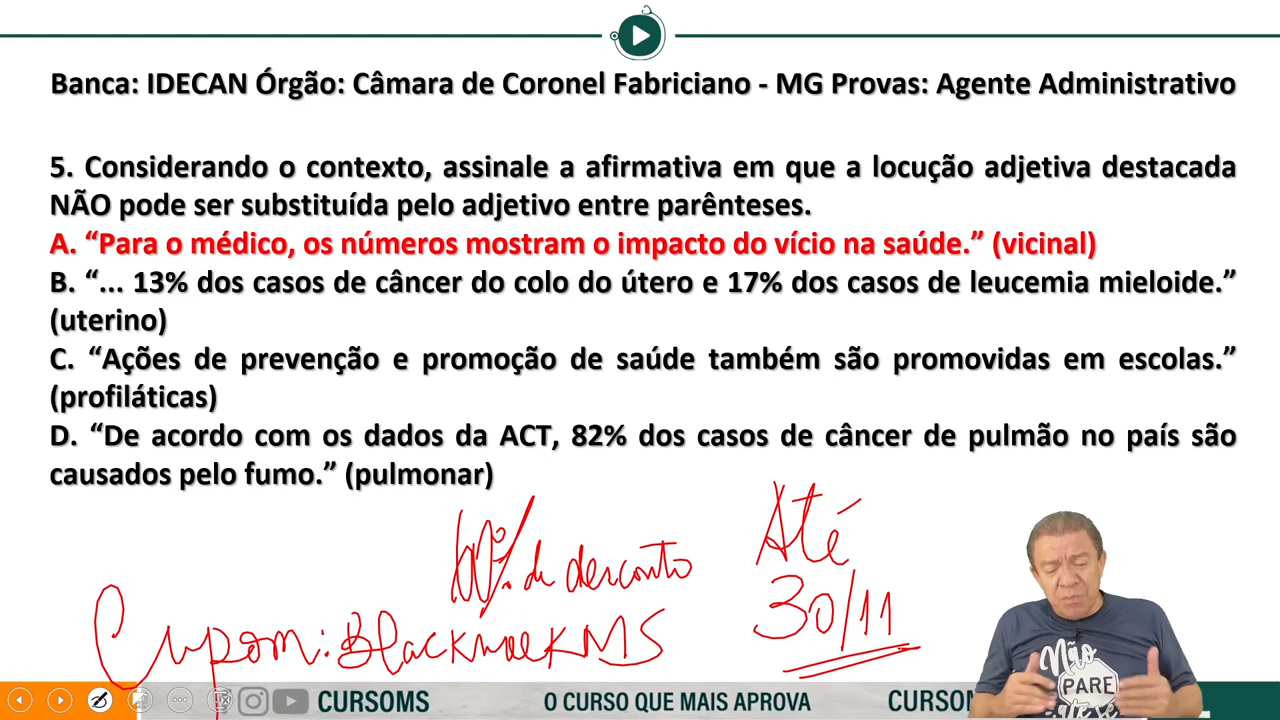 Banca: IDECAN Órgão: Câmara de Coronel Fabriciano - MG Provas: Agente Administrativo
5. Considerando o contexto, assinale a afirmativa em que a locução adjetiva destacada
NÃO pode ser substituída pelo adjetivo entre parênteses.
A. “Para o médico, os números mostram o impacto do vício na saúde.” (vicinal)
B. “... 13% dos casos de câncer do colo do útero e 17% dos casos de leucemia mieloide.”
(uterino)
C. “Ações de prevenção e promoção de saúde também são promovidas em escolas.”
(profiláticas)
D. “De acordo com os dados da ACT, 82% dos casos de câncer de pulmão no país são
causados pelo fumo.” (pulmonar)
de desconto
Até
30/11
Cupom:
Não
PARE
CURSOMS
O CURSO QUE MAIS APROVA
CURSOM